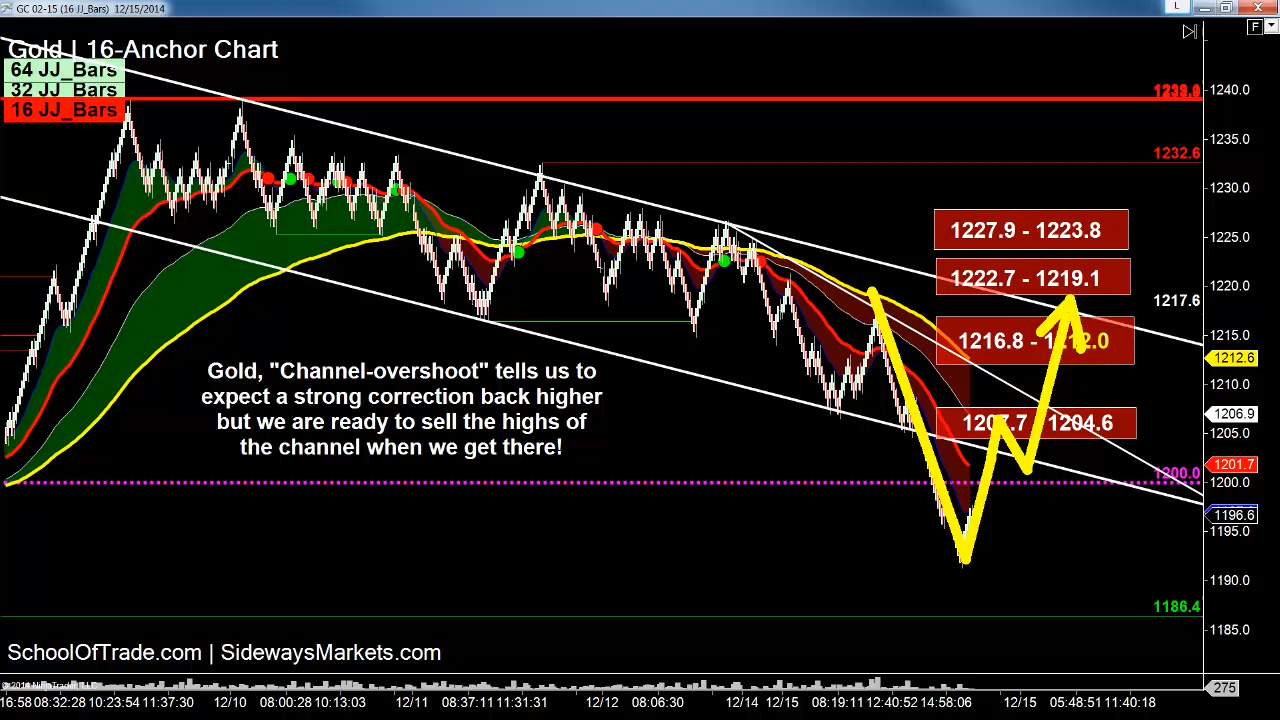 GC 02-15 (16 JJ_Bars) 12/15/2014
L
F
Gold | 16-Anchor Chart
64 JJ_Bars
32 JJ_Bars
16 JJ_Bars
1240.0
1235.0
1232.6
1230.0
1227.9 - 1223.8
1225.0
1222.7 - 1219.1
1220.0
1217.6
1215.0
1216.8 - 1212.0
1212.6
1210.0
1206.9
1207.7 - 1204.6
1205.0
Gold, "Channel-overshoot" tells us to
expect a strong correction back higher
but we are ready to sell the highs of
the channel when we get there!
1201.7
1200.0
1200.0
1196.6
1195.0
1190.0
1186.4
1185.0
SchoolOfTrade.com | SidewaysMarkets.com
275
16:58 08:32:28 10:23:54 11:37:30 12/10 08:00:28 10:13:03 12/11 08:37:11 11:31:31 12/12 08:06:30 12/14 12/15 08:19:11 12:40:52 14:58:06 12/15 05:48:51 11:40:18